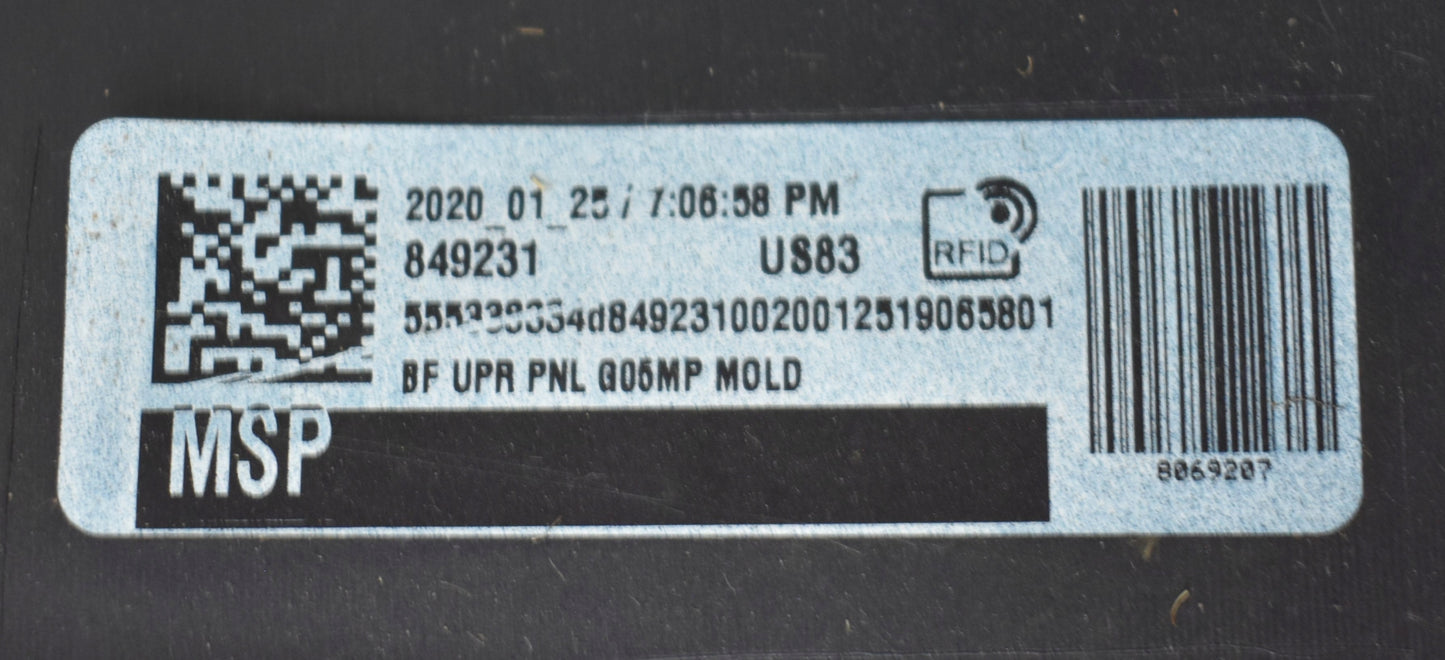 2020_01_25 / 7:06:58 PM
849231 US83
RFID
BF UPR PNL G05MP MOLD
MSP
8069207